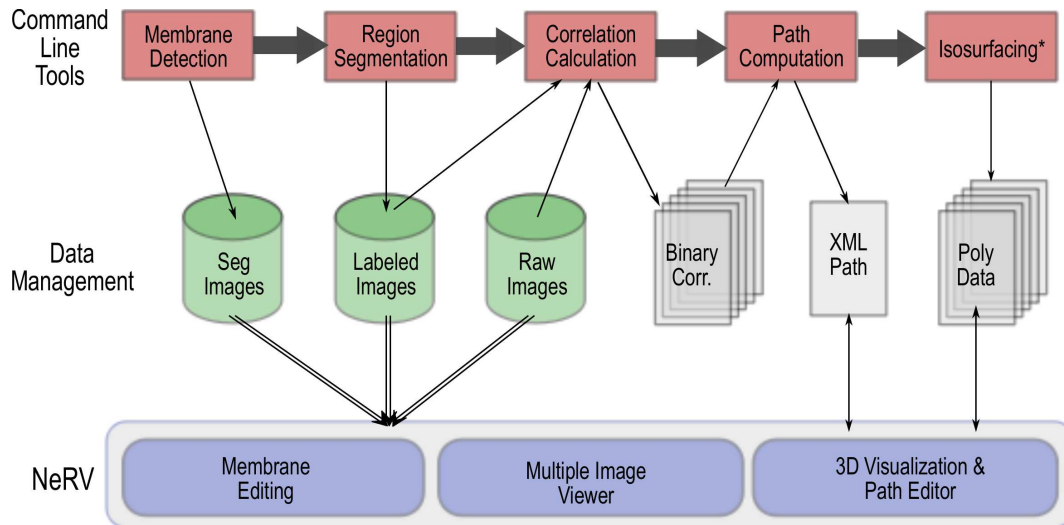 Command
Line
Tools
Membrane
Detection
Region
Segmentation
Correlation
Calculation
Path
Computation
Isosurfacing*
Data
Management
Seg
Images
Labeled
Images
Raw
Images
Binary
Corr.
XML
Path
Poly
Data
NeRV
Membrane
Editing
Multiple Image
Viewer
3D Visualization &
Path Editor